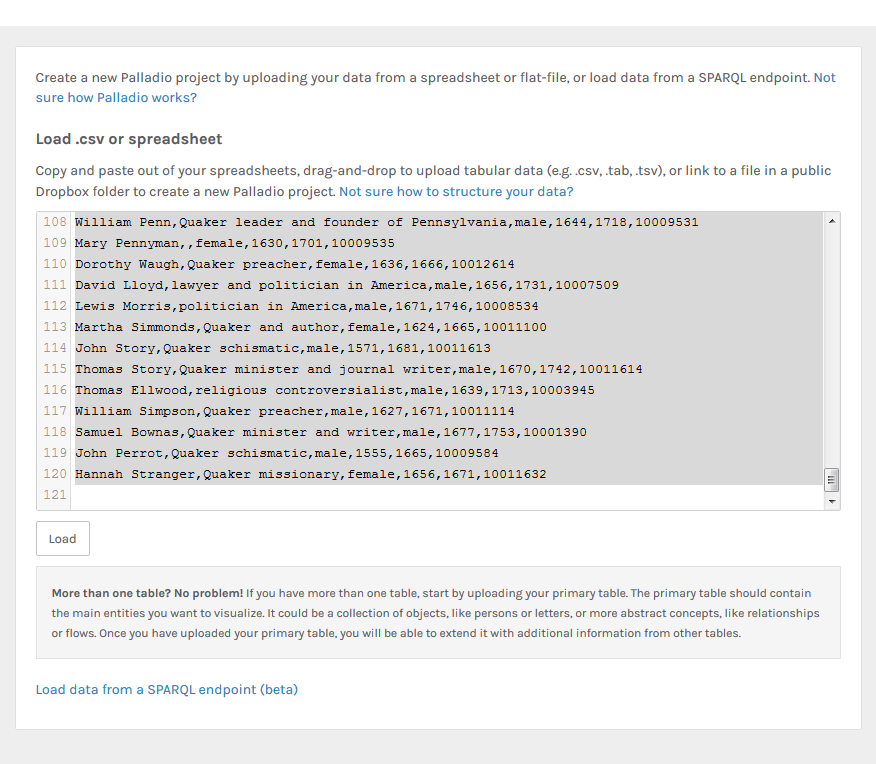 Create a new Palladio project by uploading your data from a spreadsheet or flat-file, or load data from a SPARQL endpoint. Not
sure how Palladio works?
Load .csv or spreadsheet
Copy and paste out of your spreadsheets, drag-and-drop to upload tabular data (e.g. .csv, .tab, .tsv), or link to a file in a public
Dropbox folder to create a new Palladio project. Not sure how to structure your data?
108 William Penn,Quaker leader and founder of Pennsylvania,male,1644,1718,10009531
109 Mary Pennyman,,female,1630,1701,10009535
110 Dorothy Waugh,Quaker preacher,female,1636,1666,10012614
111 David Lloyd,lawyer and politician in America,male,1656,1731,10007509
112 Lewis Morris,politician in America,male,1671,1746,10008534
113 Martha Simmonds,Quaker and author,female,1624,1665,10011100
114 John Story,Quaker schismatic,male,1571,1681,10011613
115 Thomas Story,Quaker minister and journal writer,male,1670,1742,10011614
116 Thomas Ellwood,religious controversialist,male,1639,1713,10003945
117 William Simpson,Quaker preacher,male,1627,1671,10011114
118 Samuel Bownas,Quaker minister and writer,male,1677,1753,10001390
119 John Perrot,Quaker schismatic,male,1555,1665,10009584
120 Hannah Stranger,Quaker missionary,female,1656,1671,10011632
121
Load
More than one table? No problem! If you have more than one table, start by uploading your primary table. The primary table should contain
the main entities you want to visualize. It could be a collection of objects, like persons or letters, or more abstract concepts, like relationships
or flows. Once you have uploaded your primary table, you will be able to extend it with additional information from other tables.
Load data from a SPARQL endpoint (beta)